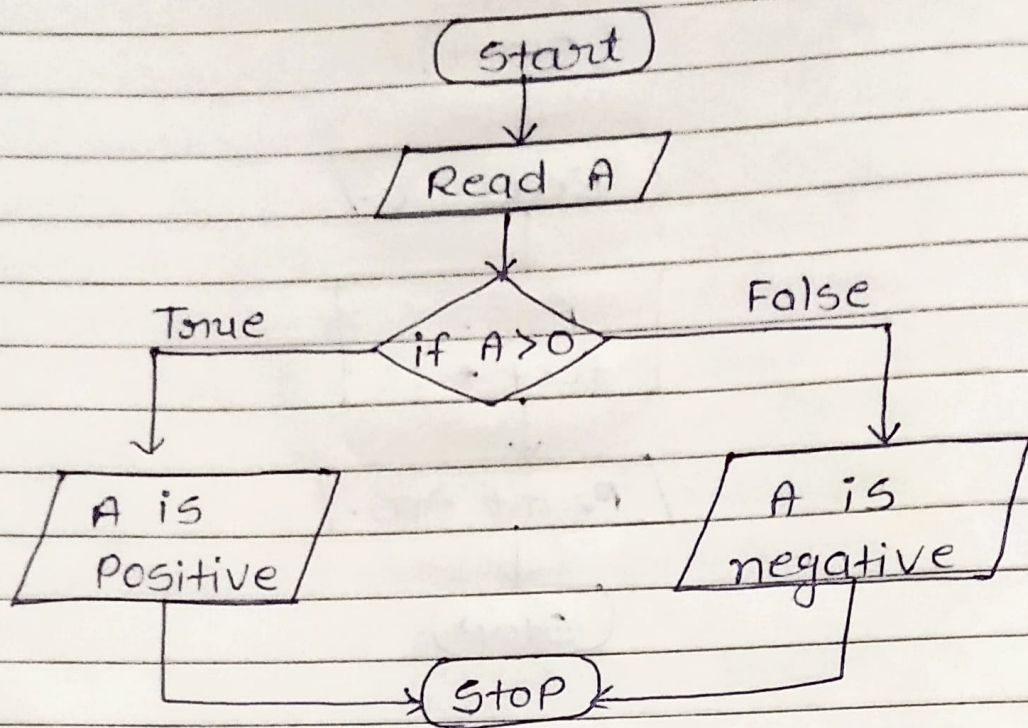 Start
Read A
True
False
if A>0
A is
Positive
A is
negative
Stop